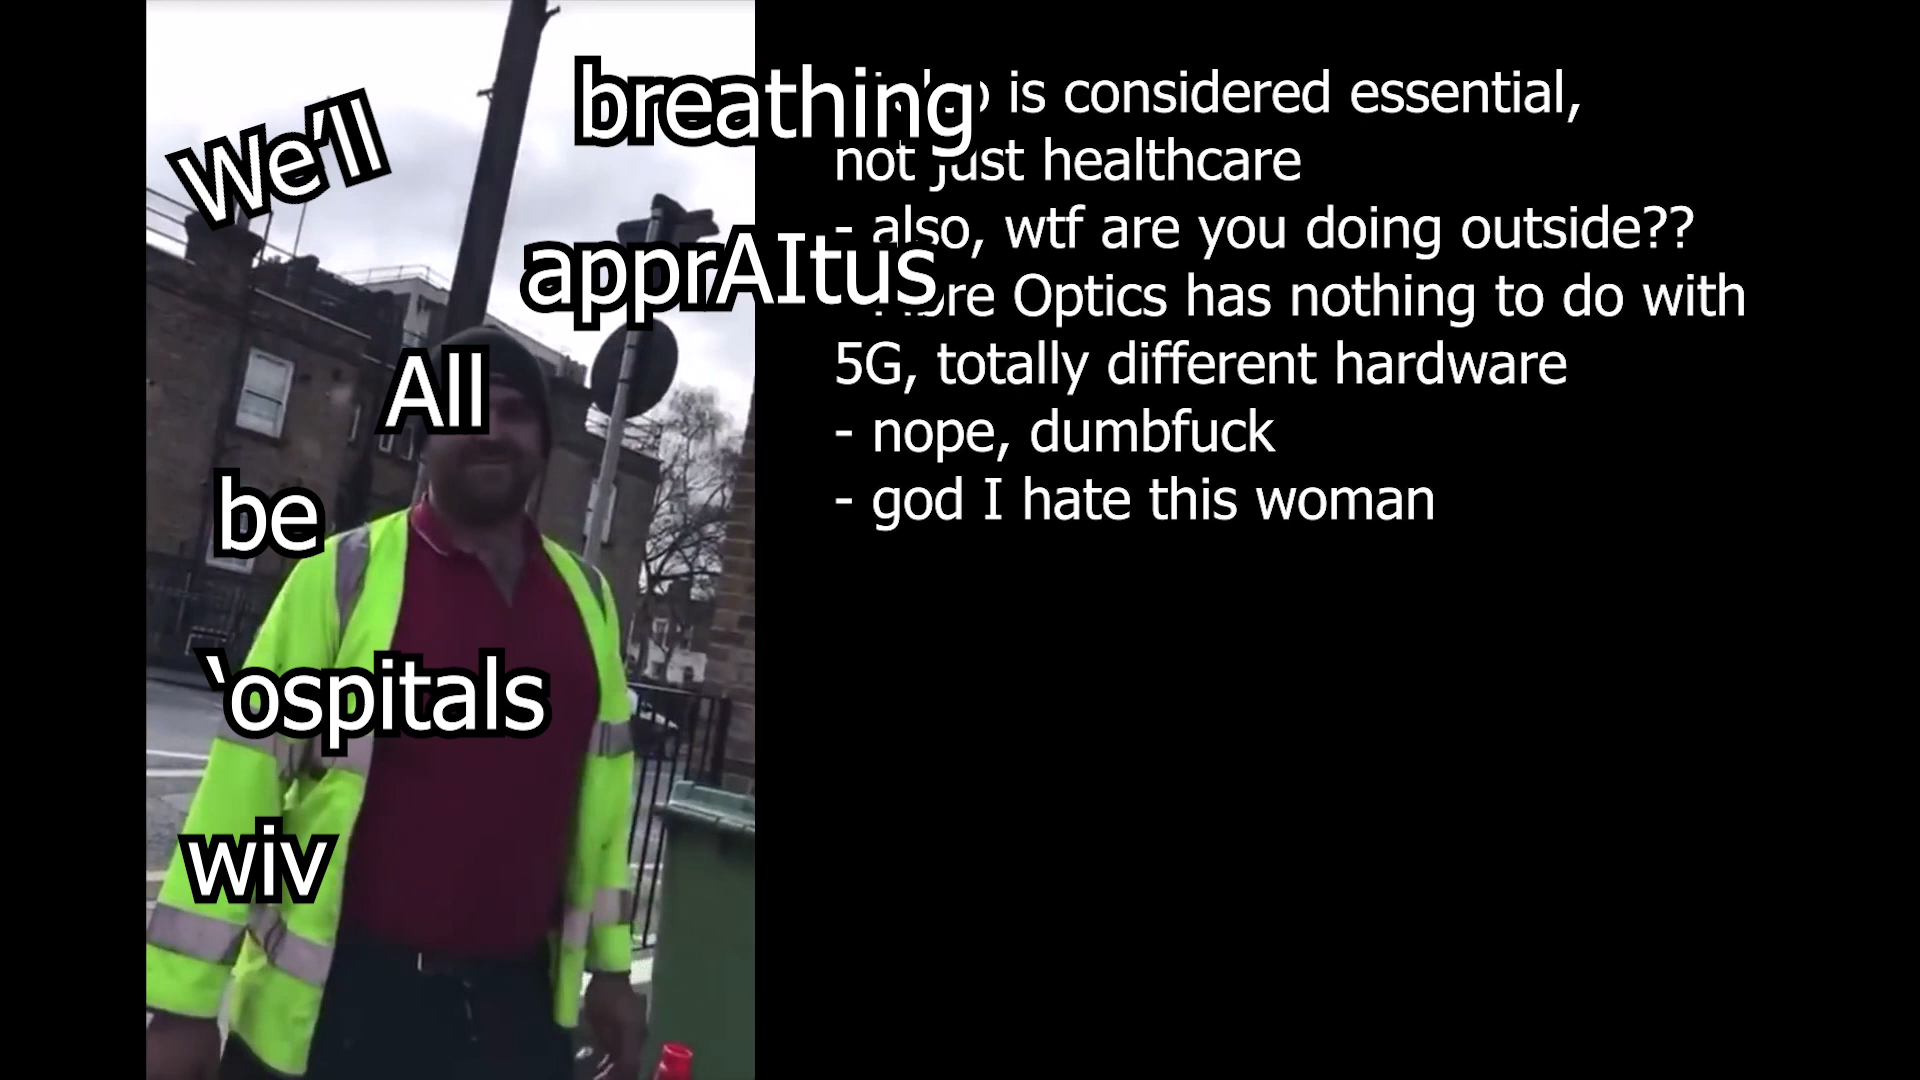 We'll
All
be
'ospitals
wiv
breathing
apprAItus
is considered essential,
not just healthcare
- also, wtf are you doing outside??
Optics has nothing to do with
5G, totally different hardware
- nope, dumbfuck
- god I hate this woman